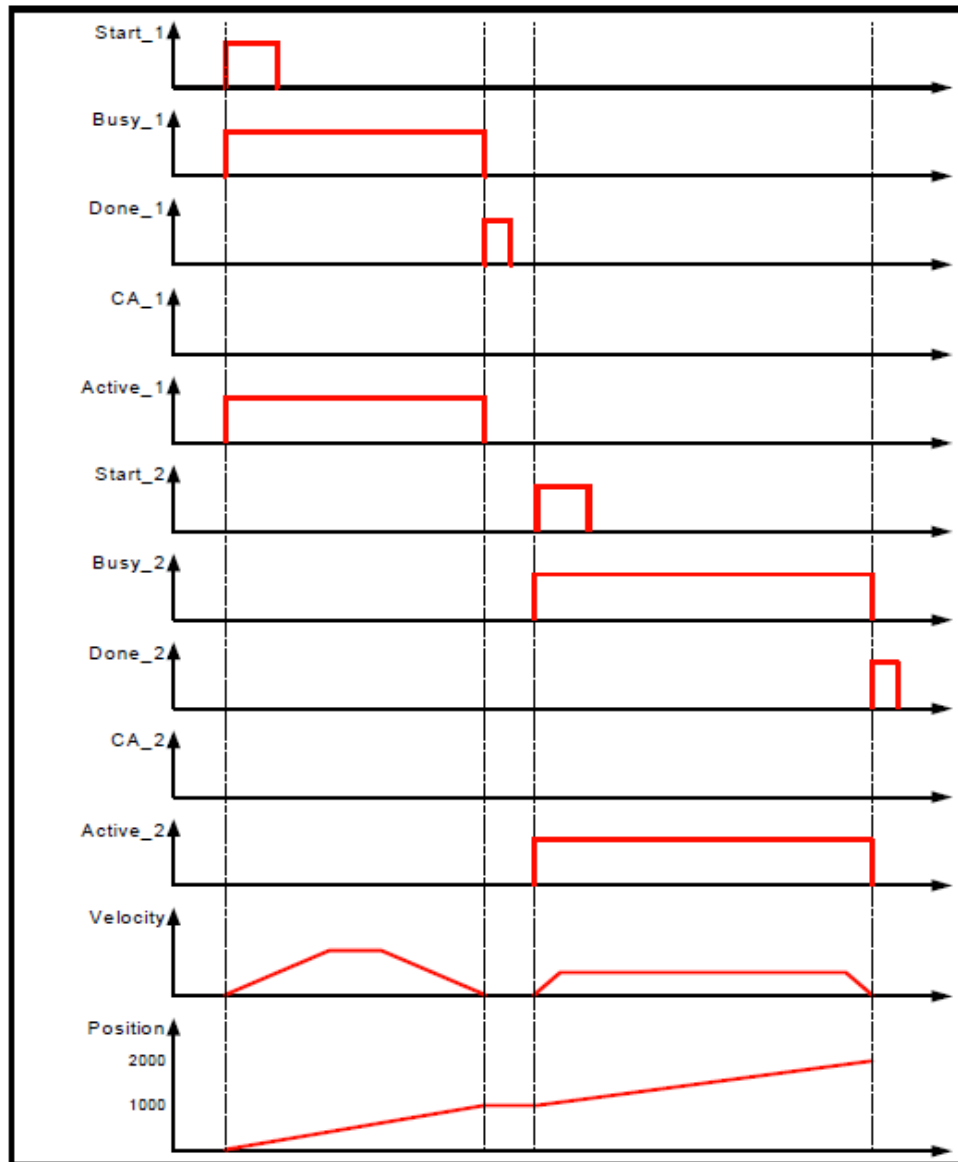 Start_1
Busy_1
Done_1
CA_1
Active_1
Start_2
Busy_2
Done_2
CA_2
Active_2
Velocity
Position
2000
1000